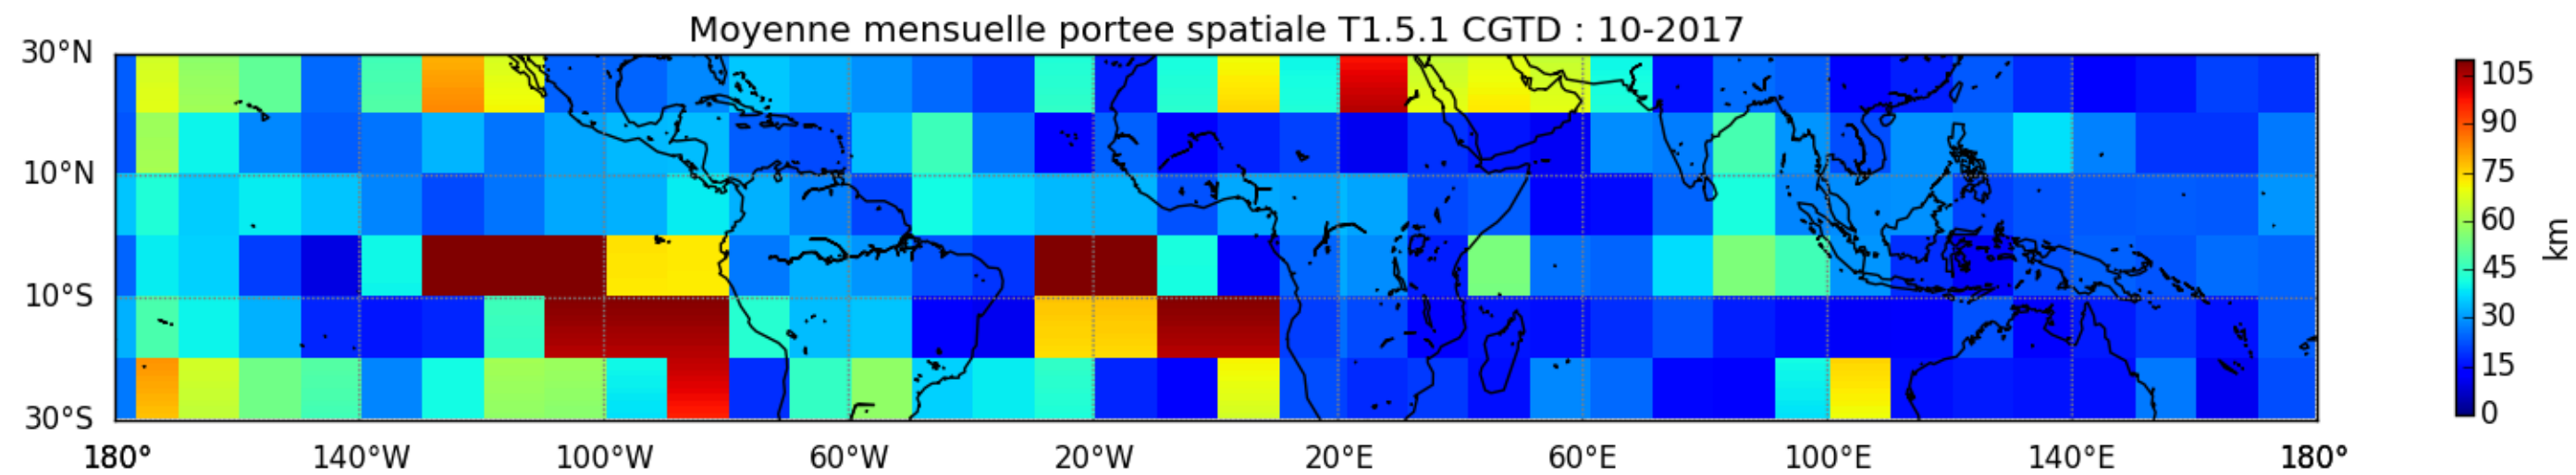 Moyenne mensuelle portee spatiale T1.5.1 CGTD : 10-2017
30°N
10°N
10°S
30°S
180° 140°W 100°W 60°W 20°W 20°E 60°E 100°E 140°E 180°
105
90
75
60
45
30
15
0
km